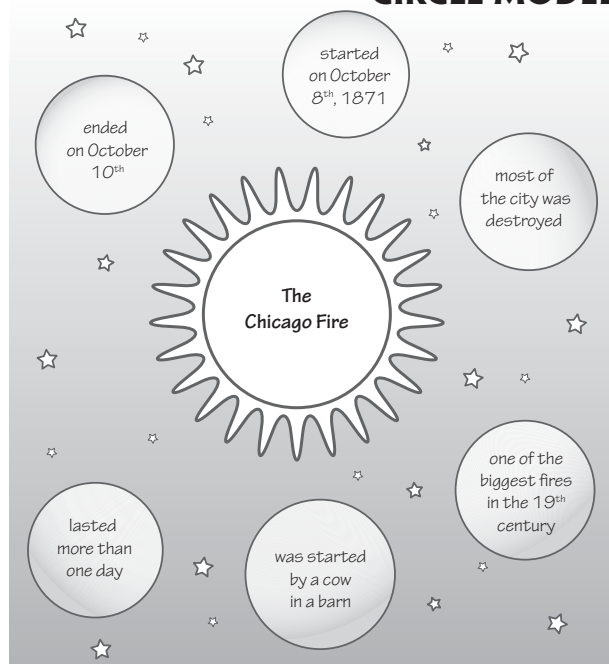 started
on October
8th, 1871
ended
on October
10th
most of
the city was
destroyed
The
Chicago Fire
one of the
biggest fires
in the 19th
century
lasted
more than
one day
was started
by a cow
in a barn